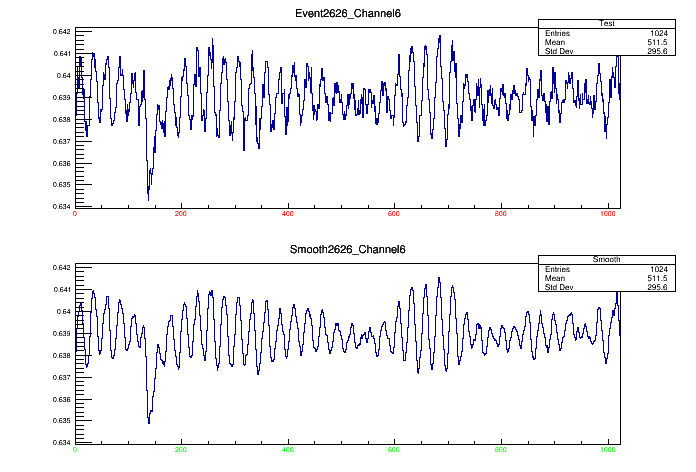 Event2626_Channel6
Test
Entries 1024
Mean 511.5
Std Dev 295.6
0.642
0.641
0.64
0.639
0.638
0.637
0.636
0.635
0.634
0 200 400 600 800 1000
Smooth2626_Channel6
Smooth
Entries 1024
Mean 511.5
Std Dev 295.6
0.642
0.641
0.64
0.639
0.638
0.637
0.636
0.635
0.634
0 200 400 600 800 1000